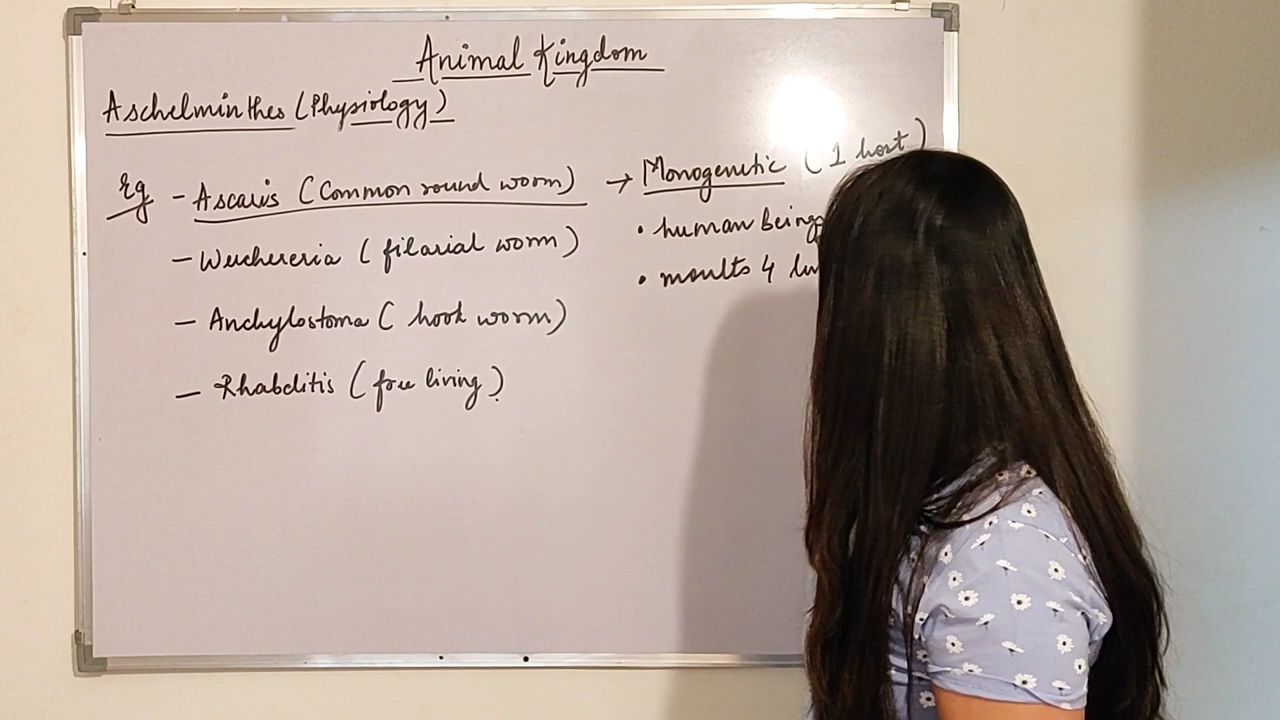 Animal Kingdom
Aschelminthes (Physiology)
eg - Ascaris (Common round worm) → Monogenetic (1 host)
• human Beings
— Wuchereria (filarial worm)
• moults 4
— Anchylostoma (hook worm)
— Rhabditis (free living)